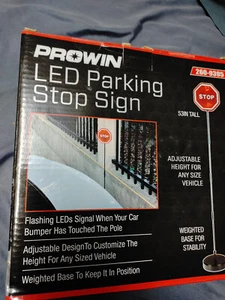 PROWIN
260-9395
LED Parking
Stop Sign
STOP
53IN TALL
STOP
ADJUSTABLE
HEIGHT FOR
ANY SIZE
VEHICLE
WEIGHTED
BASE FOR
STABILITY
Flashing LEDs Signal When Your Car
Bumper Has Touched The Pole
Adjustable DesignTo Customize The
Height For Any Sized Vehicle
Weighted Base To Keep It In Position